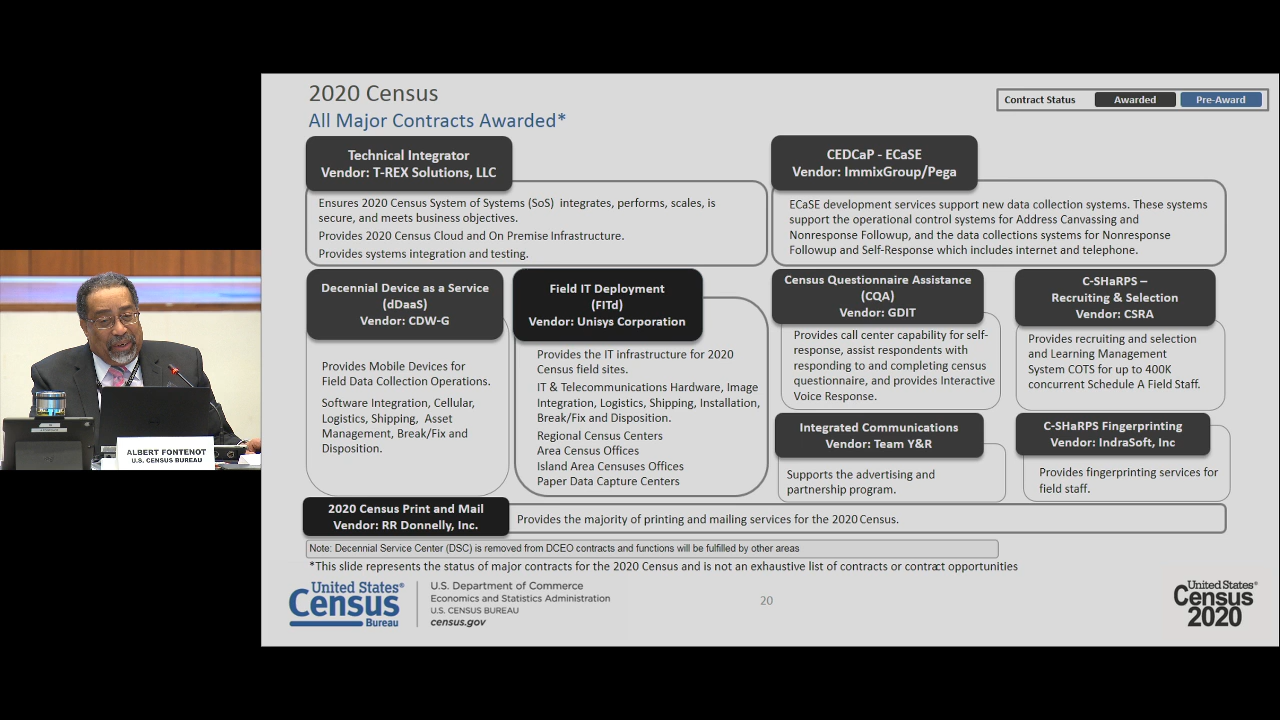 2020 Census
All Major Contracts Awarded*
Contract Status
Awarded
Pre-Award
Technical Integrator
Vendor: T-REX Solutions, LLC
Ensures 2020 Census System of Systems (SoS) integrates, performs, scales, is
secure, and meets business objectives.
Provides 2020 Census Cloud and On Premise Infrastructure.
Provides systems integration and testing.
CEDCaP - ECaSE
Vendor: ImmixGroup/Pega
ECaSE development services support new data collection systems. These systems
support the operational control systems for Address Canvassing and
Nonresponse Followup, and the data collections systems for Nonresponse
Followup and Self-Response which includes internet and telephone.
Decennial Device as a Service
(dDaaS)
Vendor: CDW-G
Provides Mobile Devices for
Field Data Collection Operations.
Software Integration, Cellular,
Logistics, Shipping, Asset
Management, Break/Fix and
Disposition.
Field IT Deployment
(FITd)
Vendor: Unisys Corporation
Provides the IT infrastructure for 2020
Census field sites.
IT & Telecommunications Hardware, Image
Integration, Logistics, Shipping, Installation,
Break/Fix and Disposition.
Regional Census Centers
Area Census Offices
Island Area Censuses Offices
Paper Data Capture Centers
Census Questionnaire Assistance
(CQA)
Vendor: GDIT
Provides call center capability for self-
response, assist respondents with
responding to and completing census
questionnaire, and provides Interactive
Voice Response.
C-SHaRPS –
Recruiting & Selection
Vendor: CSRA
Provides recruiting and selection
and Learning Management
System COTS for up to 400K
concurrent Schedule A Field Staff.
Integrated Communications
Vendor: Team Y&R
Supports the advertising and
partnership program.
C-SHaRPS Fingerprinting
Vendor: IndraSoft, Inc
Provides fingerprinting services for
field staff.
2020 Census Print and Mail
Vendor: RR Donnelly, Inc.
Provides the majority of printing and mailing services for the 2020 Census.
Note: Decennial Service Center (DSC) is removed from DCEO contracts and functions will be fulfilled by other areas
*This slide represents the status of major contracts for the 2020 Census and is not an exhaustive list of contracts or contract opportunities
United States®
Census
Bureau
U.S. Department of Commerce
Economics and Statistics Administration
U.S. CENSUS BUREAU
census.gov
20
United States®
Census
2020
ALBERT FONTENOT
U.S. CENSUS BUREAU